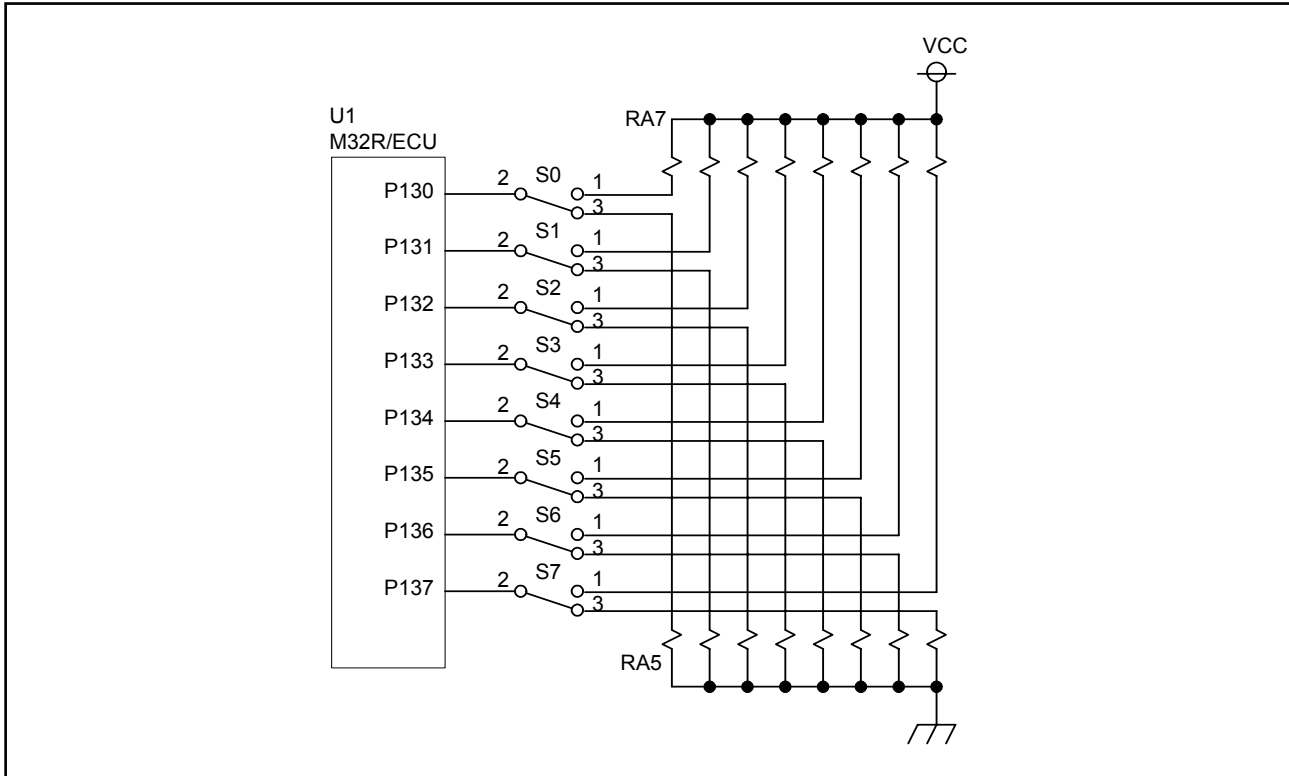 VCC
U1
M32R/ECU
RA7
P130 2 S0 1
3
P131 2 S1 1
3
P132 2 S2 1
3
P133 2 S3 1
3
P134 2 S4 1
3
P135 2 S5 1
3
P136 2 S6 1
3
P137 2 S7 1
3
RA5